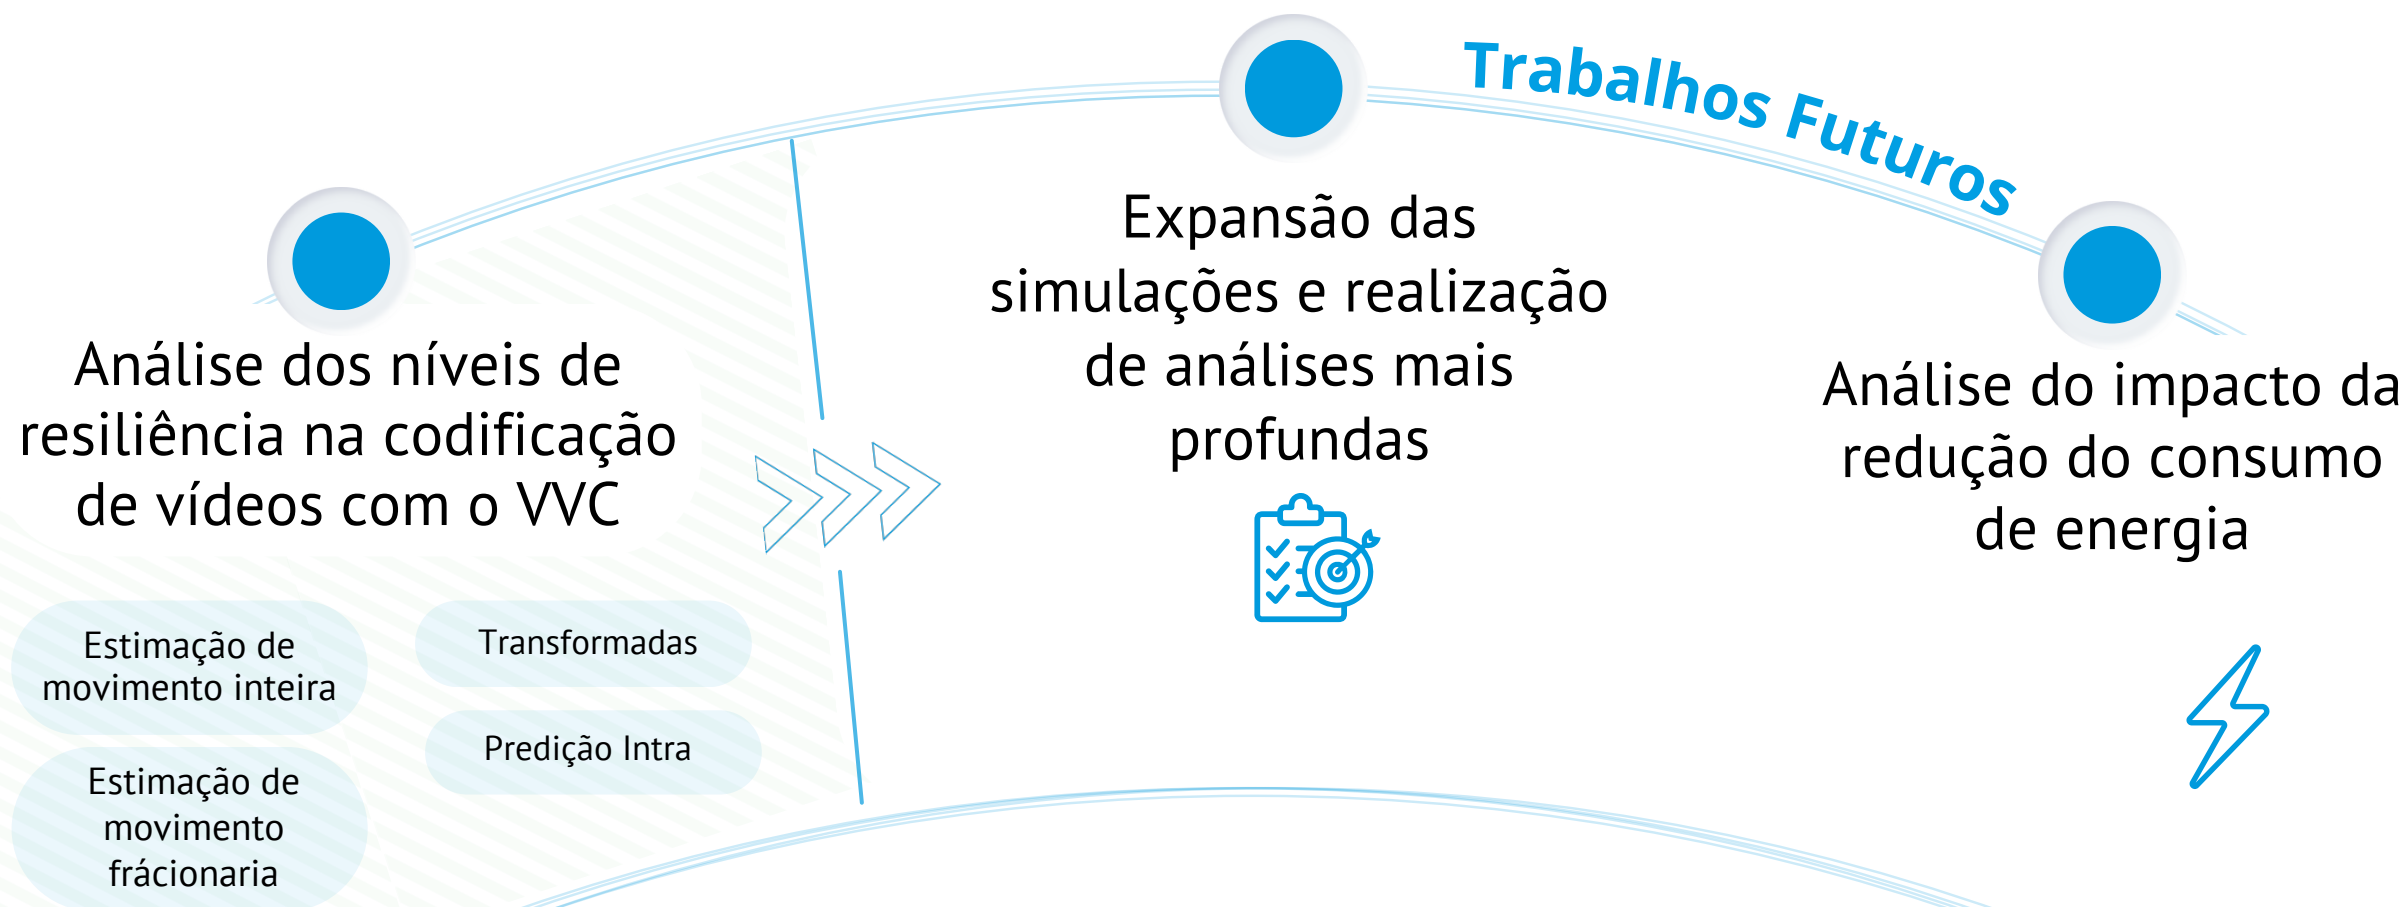 Trabalhos Futuros
Análise dos níveis de
resiliência na codificação
de vídeos com o VVC
Estimação de
movimento inteira
Estimação de
movimento
frácionaria
Transformadas
Predição Intra
Expansão das
simulações e realização
de análises mais
profundas
Análise do impacto da
redução do consumo
de energia